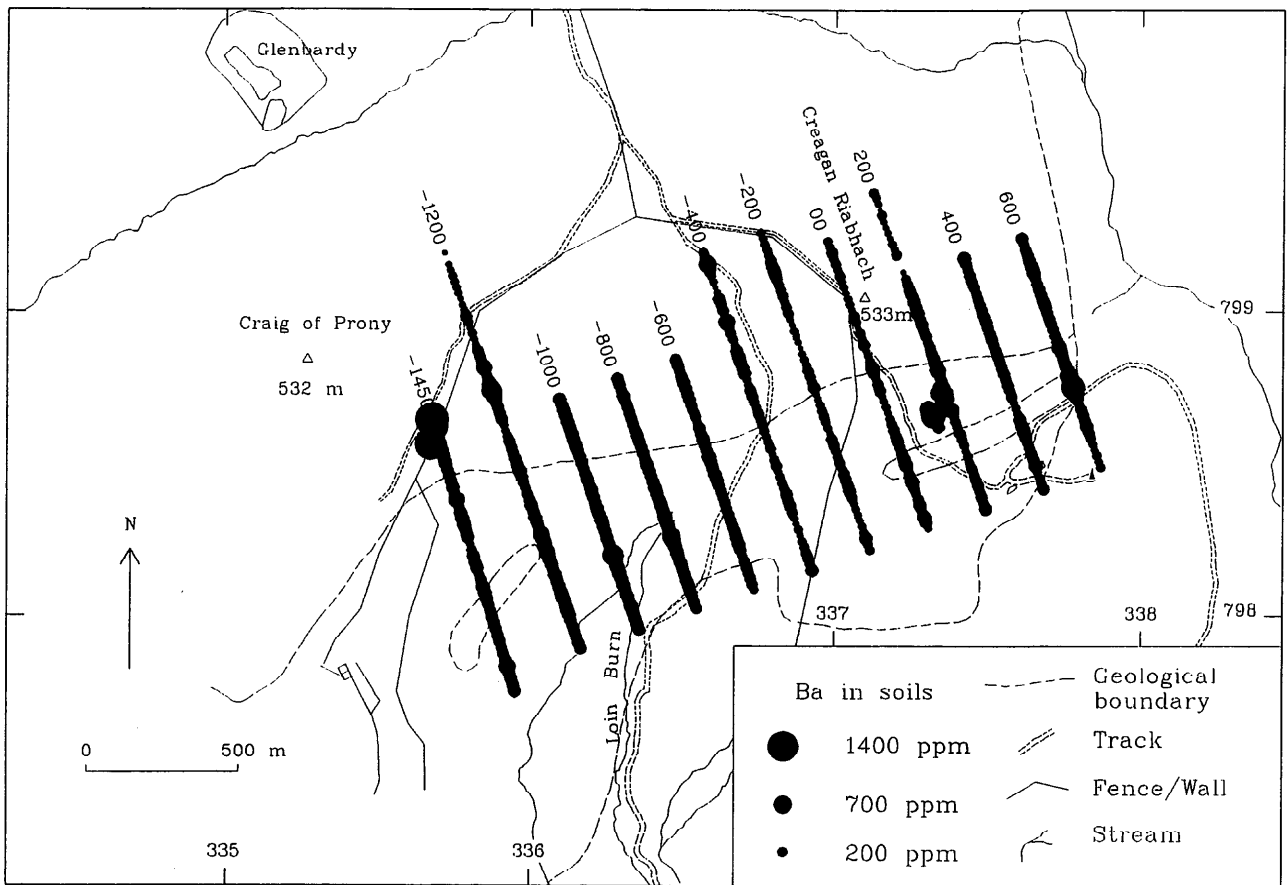 Glenbardy
Creagan Riabhach
200
-1200
-400
-200
00
400
600
533m
799
Craig of Prony
532 m
-1450
-1000
-800
-600
N
337
338
798
Loin Burn
0
500 m
335
336
Ba in soils
1400 ppm
700 ppm
200 ppm
Geological
boundary
Track
Fence/Wall
Stream